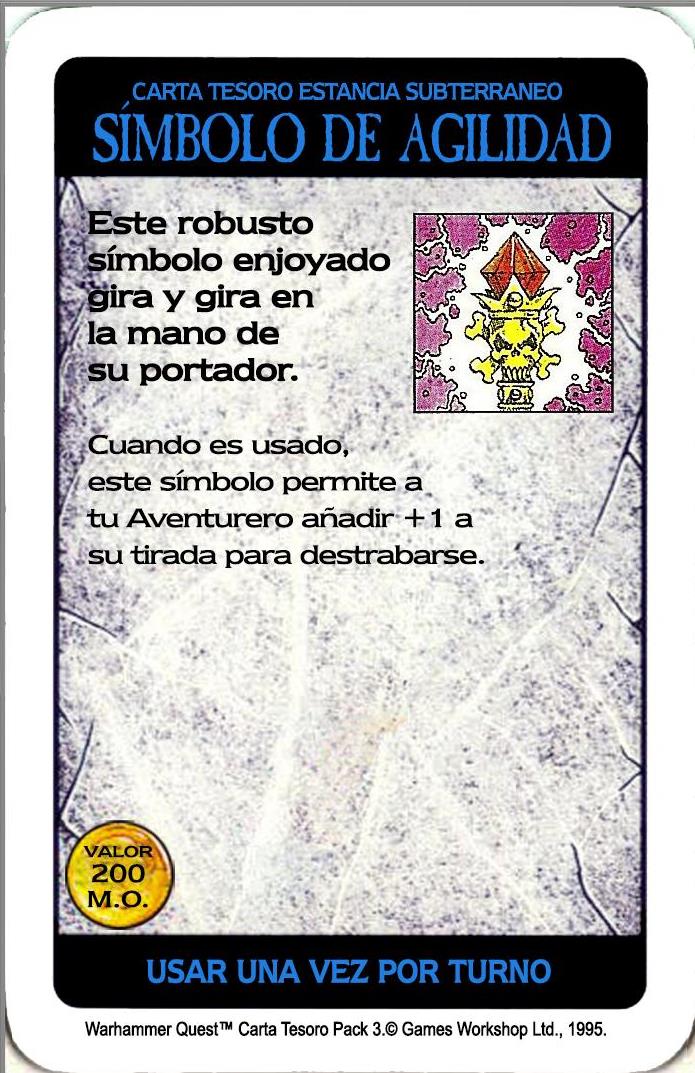 CARTA TESORO ESTANCIA SUBTERRANEO
SÍMBOLO DE AGILIDAD
Este robusto
símbolo enjoyado
gira y gira en
la mano de
su portador.
Cuando es usado,
este símbolo permite a
tu Aventurero añadir +1 a
su tirada para destrabarse.
VALOR
200
M.O.
USAR UNA VEZ POR TURNO
Warhammer Quest™ Carta Tesoro Pack 3.© Games Workshop Ltd., 1995.